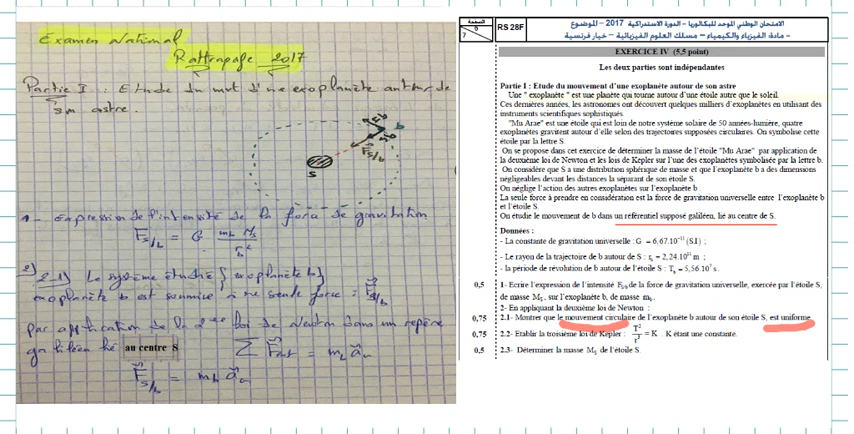 Examen National
Rattrapage 2017
Partie I : Etude du mvt d'une exoplanète autour de
son astre.
b
S
F S/b
1- Expression de l'intensité de la force de gravitation
F S/b = G . mb Ms / rb²
2)
2-1) Le système étudié { exoplanète b }
exoplanète b est soumise à une seule force : F S/b
par application de la 2ème loi de Newton dans un repère
galiléen lié au centre S
∑ F ext = mb a G
F S/b = mb a G
الصفحة
6
7
RS 28F
الامتحان الوطني الموحد للبكالوريا – الدورة الاستدراكية 2017 – الموضوع
– مادة: الفيزياء والكيمياء – مسلك العلوم الفيزيائية – خيار فرنسية
EXERCICE IV (5,5 point)
Les deux parties sont indépendantes
Partie I : Etude du mouvement d'une exoplanète autour de son astre
Une " exoplanète " est une planète qui tourne autour d'une étoile autre que le soleil.
Ces dernières années, les astronomes ont découvert quelques milliers d'exoplanètes en utilisant des
instruments scientifiques sophistiqués.
"Mu Arae" est une étoile qui est loin de notre système solaire de 50 années-lumière, quatre
exoplanètes gravitent autour d'elle selon des trajectoires supposées circulaires. On symbolise cette
étoile par la lettre S.
On se propose dans cet exercice de déterminer la masse de l'étoile "Mu Arae" par application de
la deuxième loi de Newton et les lois de Kepler sur l'une des exoplanètes symbolisée par la lettre b.
On considère que S a une distribution sphérique de masse et que l'exoplanète b a des dimensions
négligeables devant les distances la séparant de son étoile S.
On néglige l'action des autres exoplanètes sur l'exoplanète b .
La seule force à prendre en considération est la force de gravitation universelle entre l'exoplanète b
et l'étoile S.
On étudie le mouvement de b dans un référentiel supposé galiléen, lié au centre de S.
Données :
- La constante de gravitation universelle : G = 6,67.10⁻¹¹ (S.I) ;
- Le rayon de la trajectoire de b autour de S : rb = 2,24.10¹¹ m ;
- la période de révolution de b autour de l'étoile S : Tb = 5,56.10⁷ s .
0,5 1- Ecrire l'expression de l'intensité FS/b de la force de gravitation universelle, exercée par l'étoile S,
de masse MS , sur l'exoplanète b, de masse mb .
2- En appliquant la deuxième loi de Newton :
0,75 2.1- Montrer que le mouvement circulaire de l'exoplanète b autour de son étoile S, est uniforme.
0,75 2.2- Etablir la troisième loi de Kepler : T²/r³ = K . K étant une constante.
0,5 2.3- Déterminer la masse MS de l'étoile S.